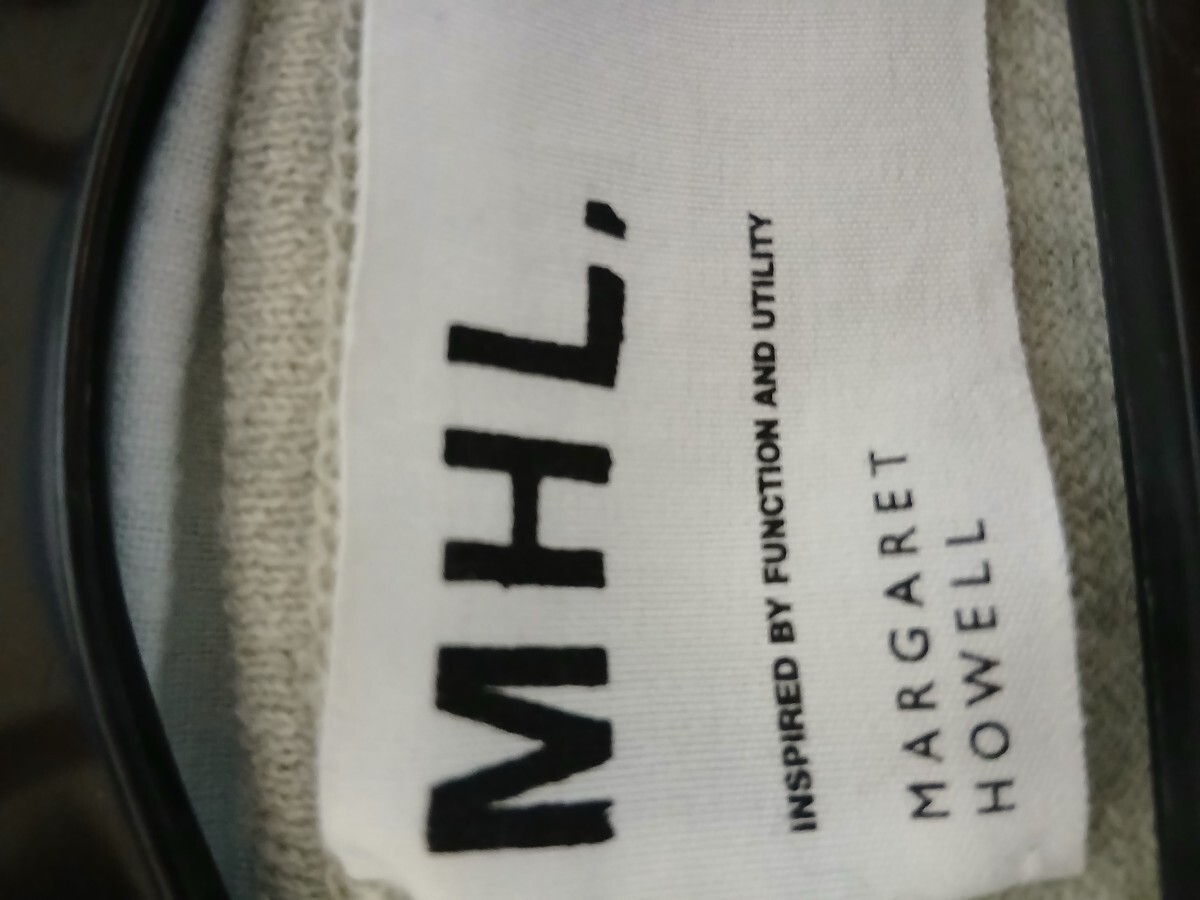 MHL,
INSPIRED BY FUNCTION AND UTILITY
MARGARET
HOWELL